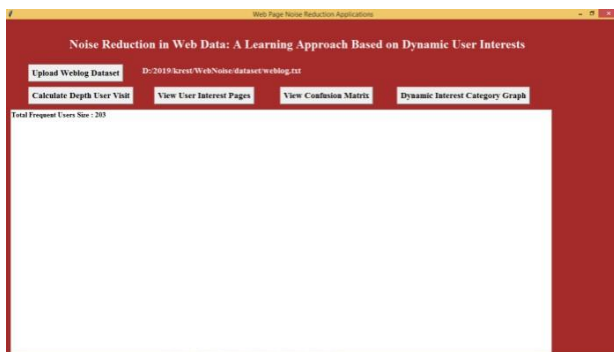 Web Page Noise Reduction Applications
Noise Reduction in Web Data: A Learning Approach Based on Dynamic User Interests
Upload Weblog Dataset D:/2019/krest/WebNoise/dataset/weblog.txt
Calculate Depth User Visit View User Interest Pages View Confusion Matrix Dynamic Interest Category Graph
Total Frequent Users Size : 203